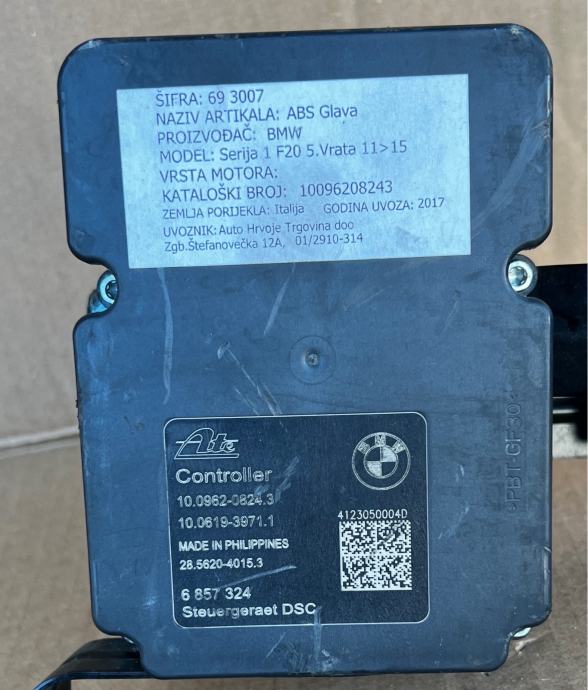 ŠIFRA: 69 3007
NAZIV ARTIKALA: ABS Glava
PROIZVOĐAČ: BMW
MODEL: Serija 1 F20 5.Vrata 11>15
VRSTA MOTORA:
KATALOŠKI BROJ: 10096208243
ZEMLJA PORIJEKLA: Italija GODINA UVOZA: 2017
UVOZNIK: Auto Hrvoje Trgovina doo
Zgb.Štefanovečka 12A, 01/2910-314
Ate
BMW
Controller
10.0962-0824.3
10.0619-3971.1
4123050004D
MADE IN PHILIPPINES
28.5620-4015.3
6 857 324
Steuergeraet DSC
>PBT-GF30<